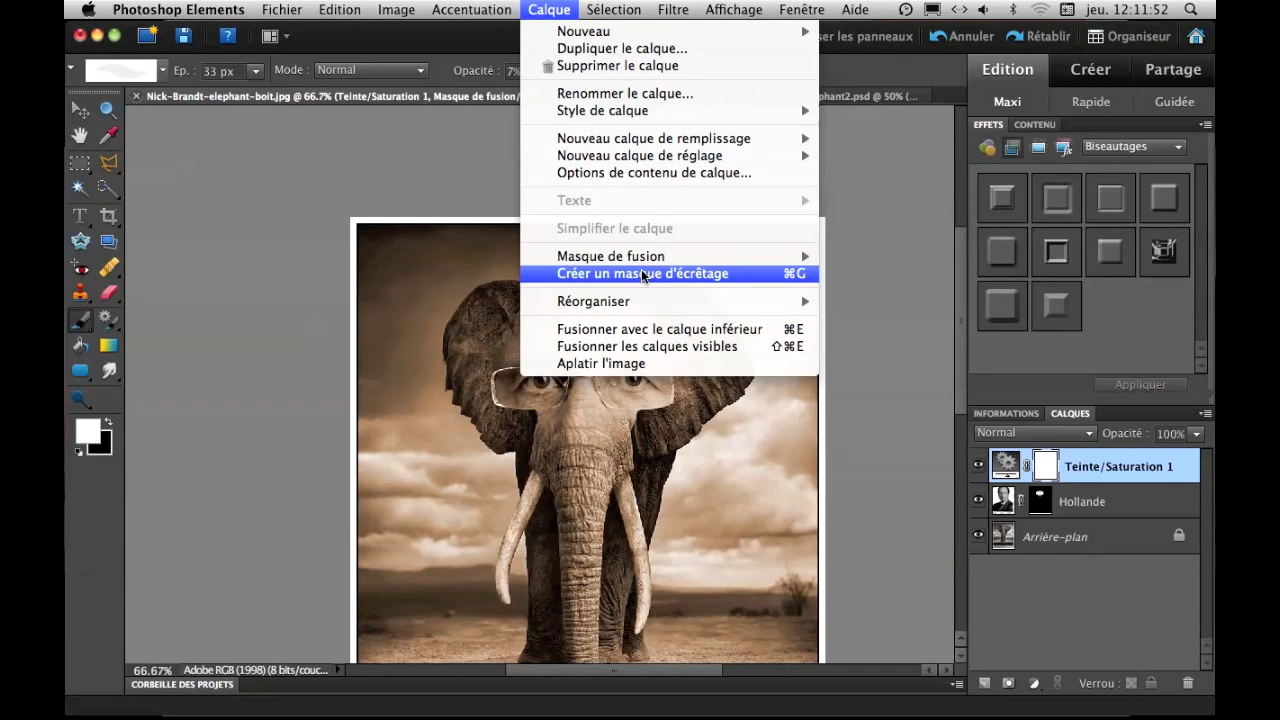 Photoshop Elements Fichier Edition Image Accentuation Calque Sélection Filtre Affichage Fenêtre Aide jeu. 12:11:52
ser les panneaux Annuler Rétablir Organiseur
Ep. : 33 px Mode : Normal Opacité : 7%
Edition Créer Partage
Maxi Rapide Guidée
Nick-Brandt-elephant-boit.jpg @ 66.7% (Teinte/Saturation 1, Masque de fusion/
phant2.psd @ 50% (...
Nouveau
Dupliquer le calque...
Supprimer le calque
Renommer le calque...
Style de calque
Nouveau calque de remplissage
Nouveau calque de réglage
Options de contenu de calque...
Texte
Simplifier le calque
Masque de fusion
Créer un masque d'écrêtage ⌘G
Réorganiser
Fusionner avec le calque inférieur ⌘E
Fusionner les calques visibles ⇧⌘E
Aplatir l'image
EFFETS CONTENU
Biseautages
Appliquer
INFORMATIONS CALQUES
Normal Opacité : 100%
Teinte/Saturation 1
Hollande
Arrière-plan
Verrou :
66.67% Adobe RGB (1998) (8 bits/couc...
CORBEILLE DES PROJETS